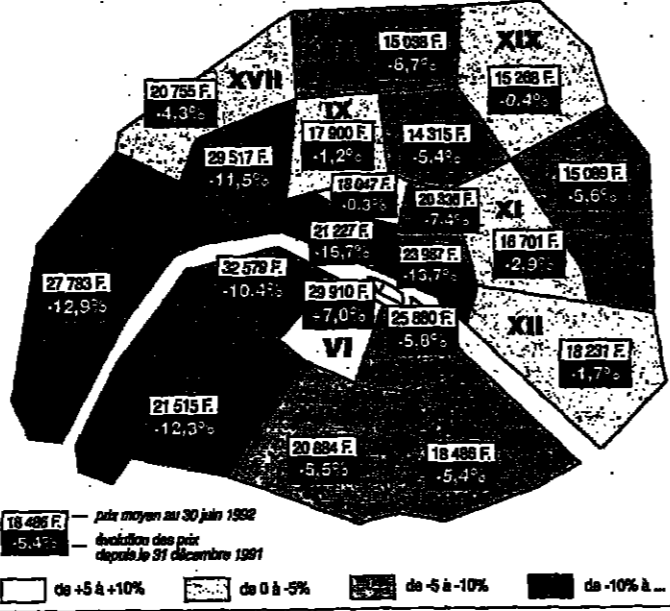 15 038 F.
-6,7%
XIX
15 268 F.
-0,4%
XVII
20 755 F.
-4,3%
IX
17 900 F.
-1,2%
14 315 F.
-5,4%
29 517 F.
-11,5%
15 089 F.
-5,6%
18 047 F.
-0,3%
-7,4%
XI
16 701 F.
-2,9%
21 227 F.
-15,7%
23 987 F.
-13,7%
27 783 F.
-12,9%
32 579 F.
-10,4%
29 910 F.
+7,0%
VI
25 880 F.
-5,8%
XII
18 231 F.
-1,7%
21 515 F.
-12,3%
20 884 F.
-5,5%
18 486 F.
-5,4%
18 486 F.
-5,4%
prix moyen au 30 juin 1992
évolution des prix
depuis le 31 décembre 1991
de +5 à +10%
de 0 à -5%
de -5 à -10%
de -10% à ...